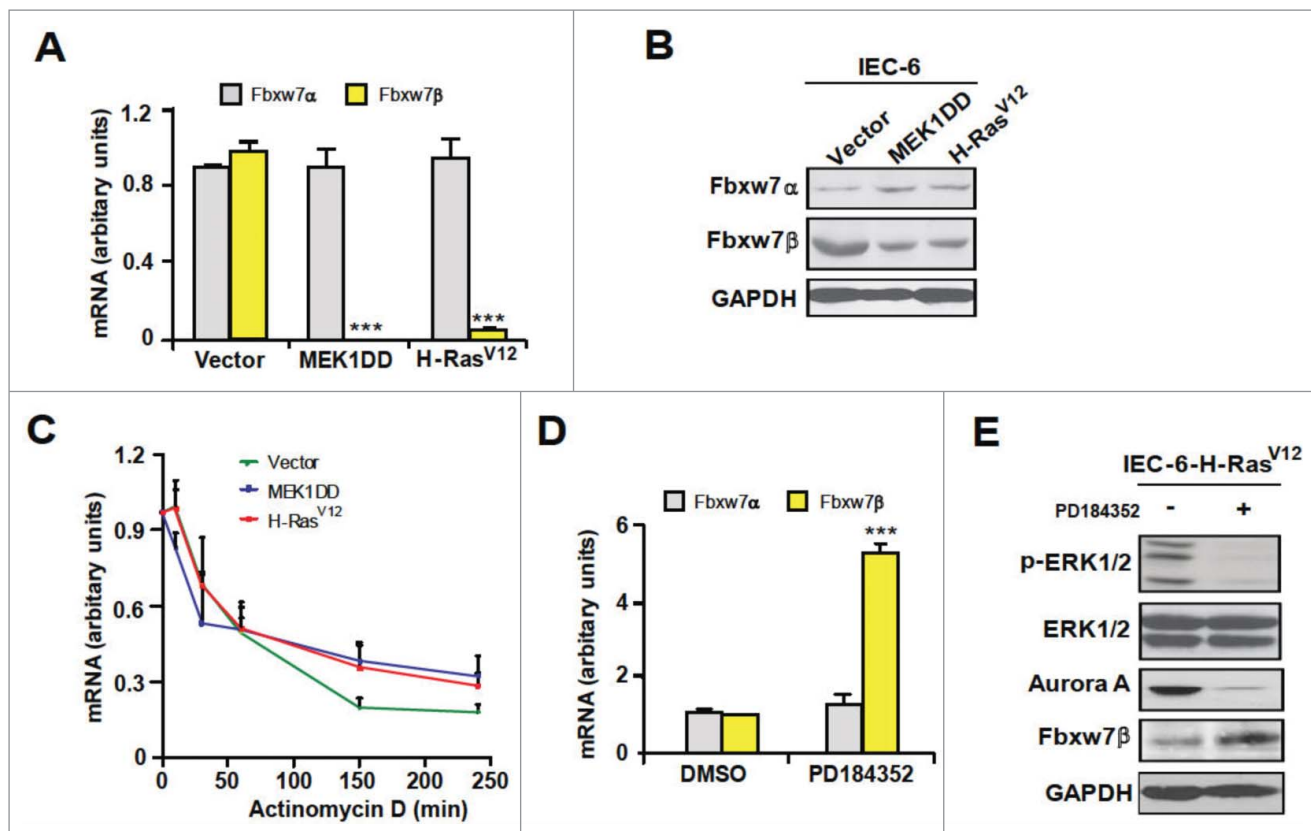 A
Fbxw7α Fbxw7β
mRNA (arbitary units)
1.2
0.8
0.4
0
***
***
Vector MEK1DD H-RasV12
B
IEC-6
Vector MEK1DD H-RasV12
Fbxw7α
Fbxw7β
GAPDH
C
Vector
MEK1DD
H-RasV12
mRNA (arbitary units)
1.2
0.9
0.6
0.3
0
0 50 100 150 200 250
Actinomycin D (min)
D
Fbxw7α Fbxw7β
mRNA (arbitary units)
6
4
2
0
***
DMSO PD184352
E
IEC-6-H-RasV12
PD184352 - +
p-ERK1/2
ERK1/2
Aurora A
Fbxw7β
GAPDH